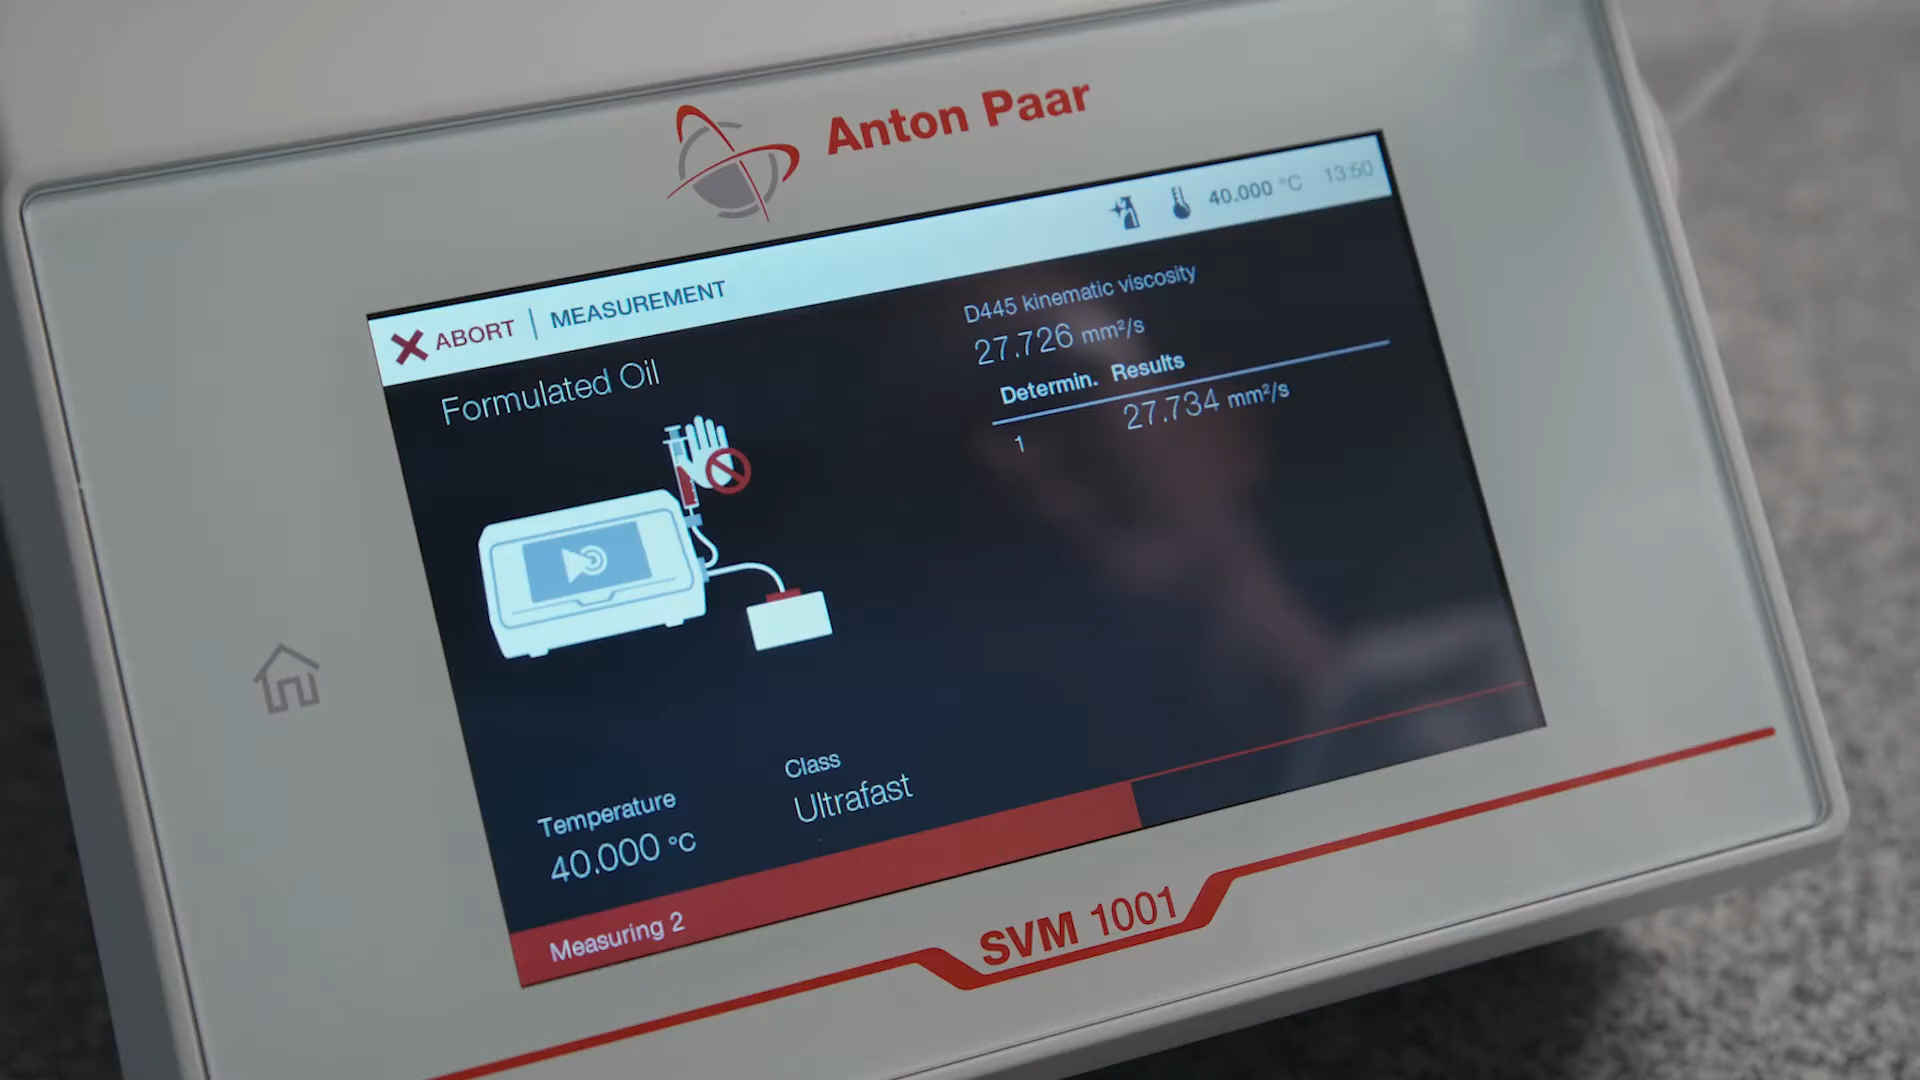 Anton Paar
40.000 °C 13:50
ABORT | MEASUREMENT
Formulated Oil
D445 kinematic viscosity
27.726 mm²/s
Determin. Results
1 27.734 mm²/s
Temperature
40.000 °C
Class
Ultrafast
Measuring 2
SVM 1001